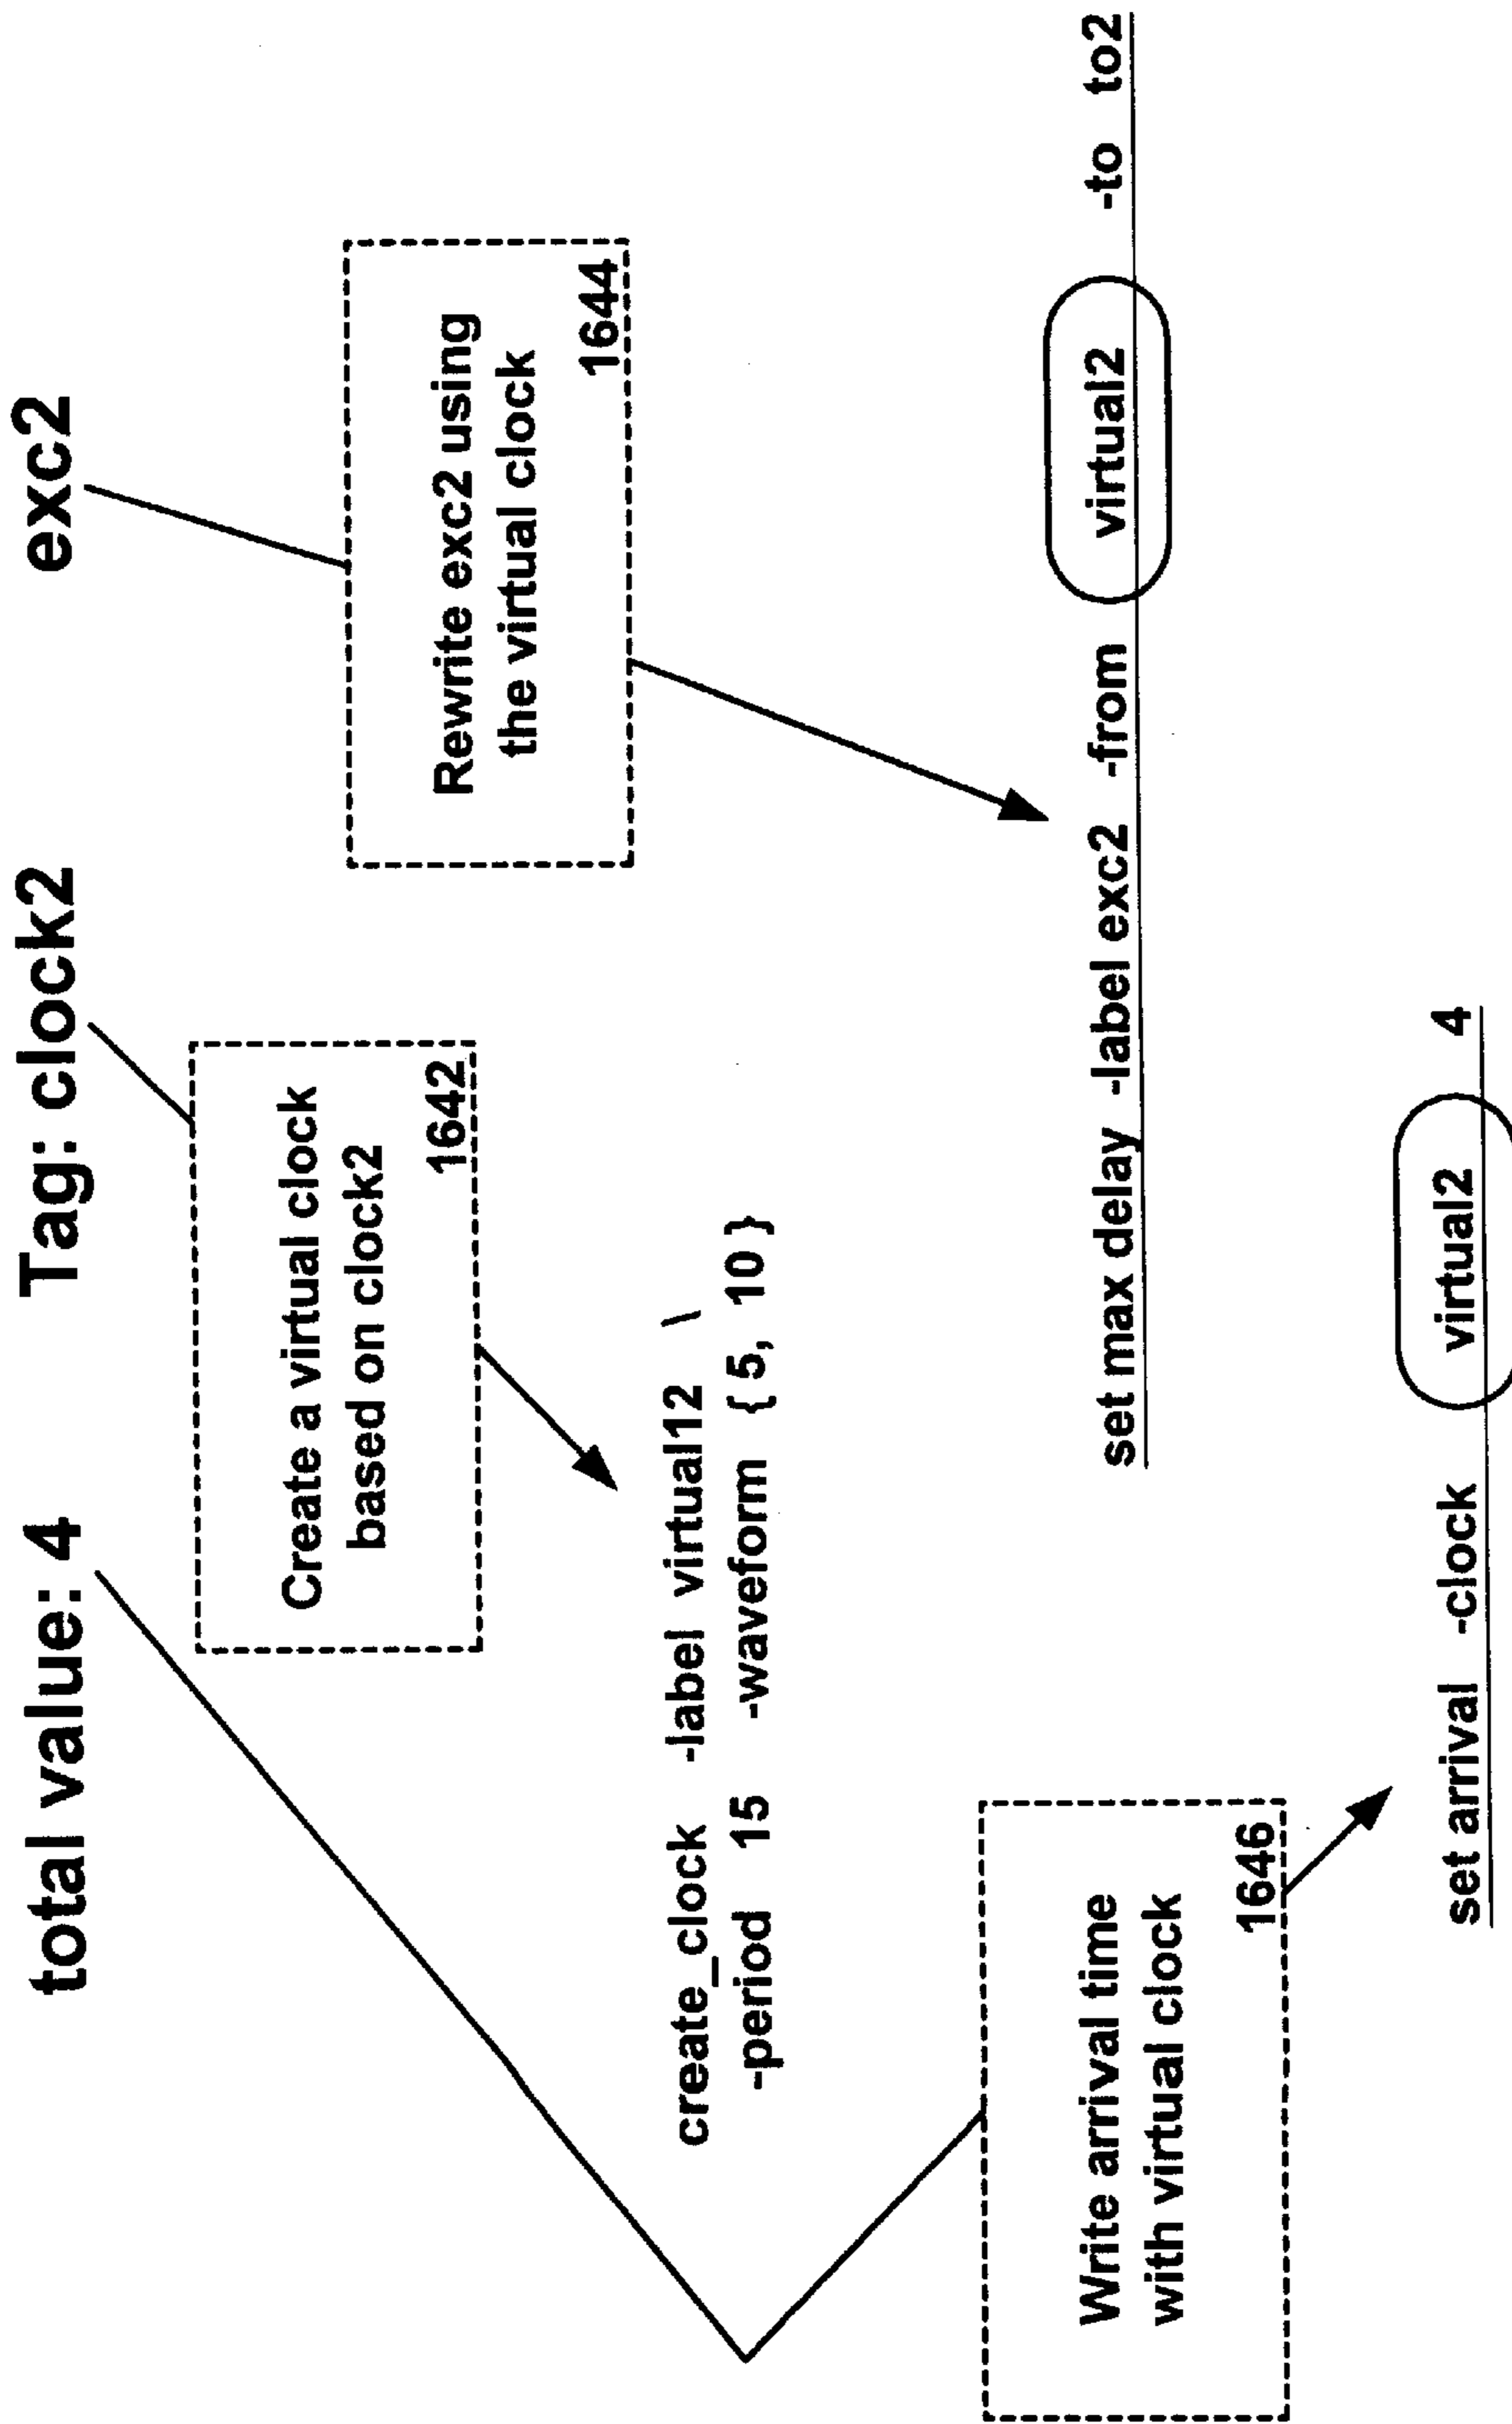 total value: 4 Tag: clock2 exc2
Create a virtual clock
based on clock2
1642
Rewrite exc2 using
the virtual clock
1644
create_clock -label virtual12 \
-period 15 -waveform { 5, 10 }
Write arrival time
with virtual clock
1646
set max delay -label exc2 -from virtual2 -to to2
set arrival -clock virtual2 4